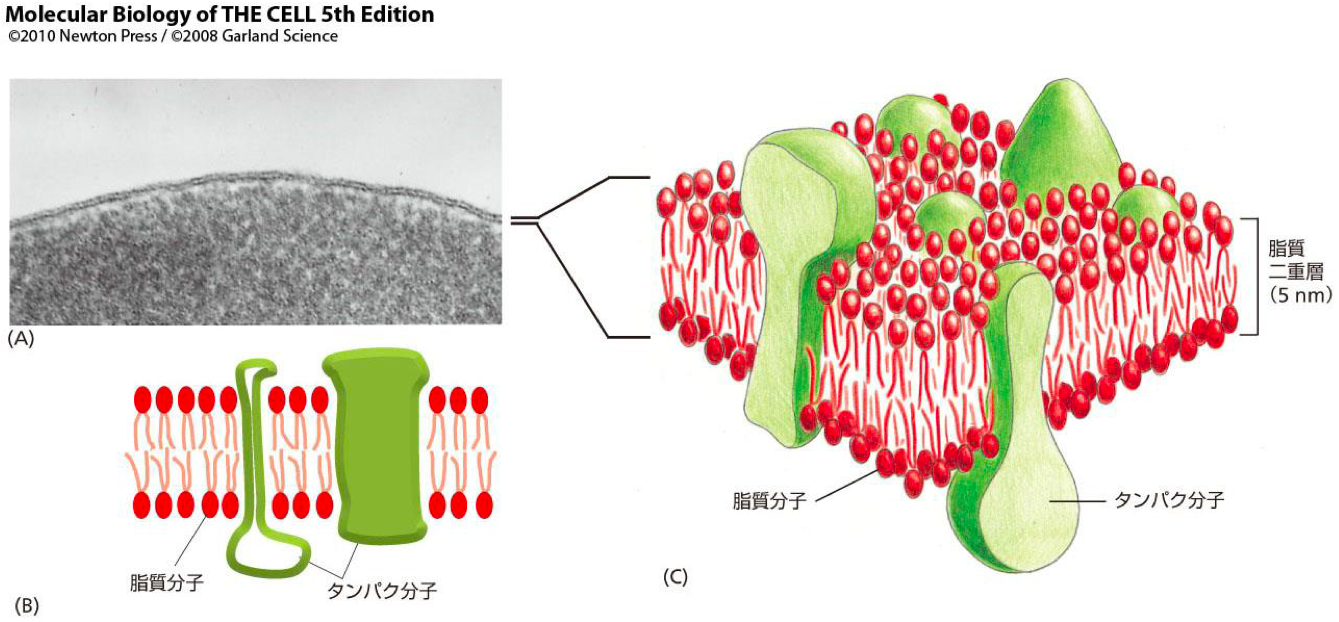 Molecular Biology of THE CELL 5th Edition
©2010 Newton Press / ©2008 Garland Science
(A)
脂質分子
タンパク分子
(B)
脂質
二重層
(5 nm)
脂質分子
タンパク分子
(C)